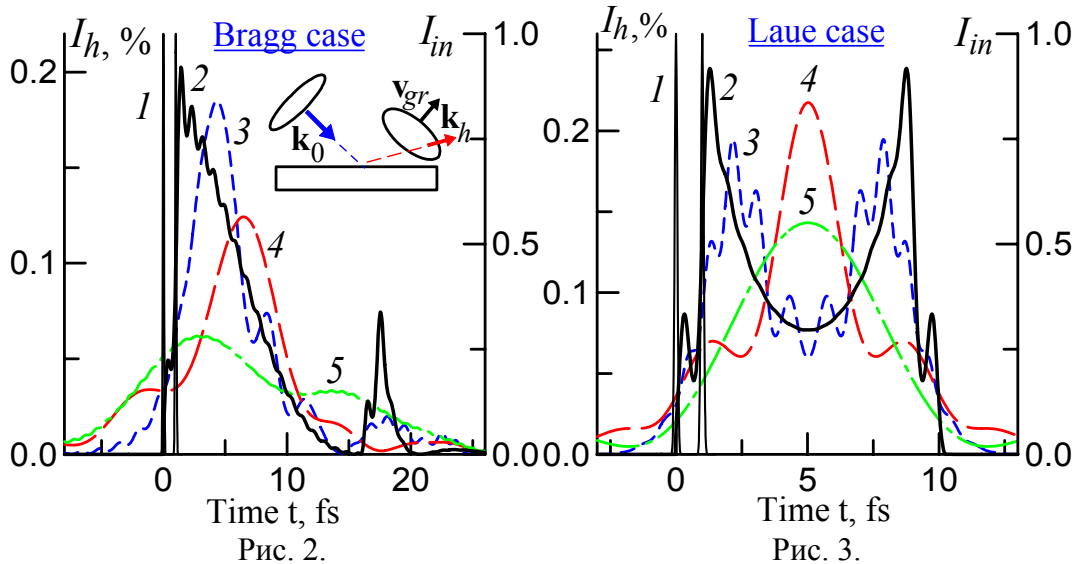 I_h, %
Bragg case
I_in
1.0
0.2
0.1
0.0
0.5
0.0
1
2
3
4
5
k_0
v_gr
k_h
0
10
20
Time t, fs
Рис. 2.
I_h,%
Laue case
I_in
1.0
0.2
0.1
0.0
0.5
0.0
1
2
3
4
5
0
5
10
Time t, fs
Рис. 3.